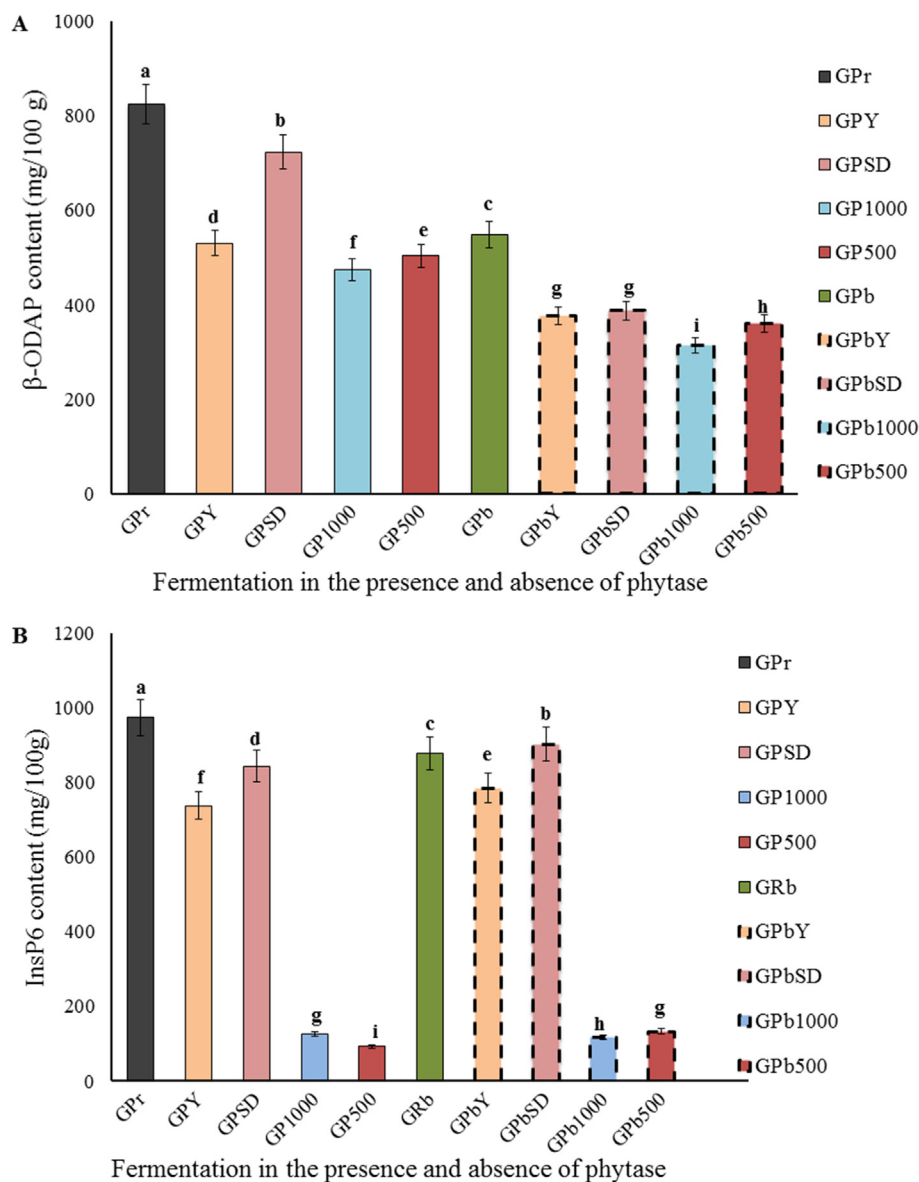 A
β-ODAP content (mg/100 g)
1000
800
600
400
200
0
a
d
b
f
e
c
g
g
i
h
GPr
GPY
GPSD
GP1000
GP500
GPb
GPbY
GPbSD
GPb1000
GPb500
Fermentation in the presence and absence of phytase
GPr
GPY
GPSD
GP1000
GP500
GPb
GPbY
GPbSD
GPb1000
GPb500
B
InsP6 content (mg/100g)
1200
1000
800
600
400
200
0
a
f
d
g
i
c
e
b
h
g
GPr
GPY
GPSD
GP1000
GP500
GRb
GPbY
GPbSD
GPb1000
GPb500
Fermentation in the presence and absence of phytase
GPr
GPY
GPSD
GP1000
GP500
GRb
GPbY
GPbSD
GPb1000
GPb500